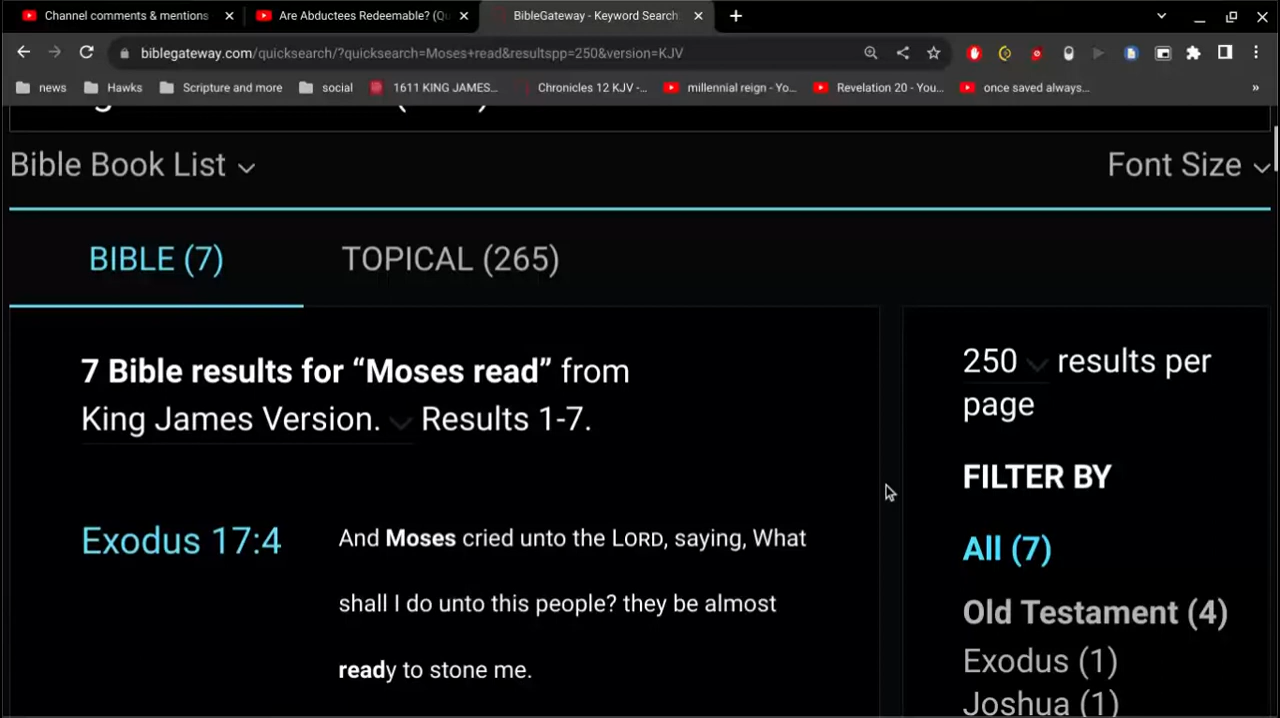 Channel comments & mentions
Are Abductees Redeemable? (Qu
BibleGateway - Keyword Search:
biblegateway.com/quicksearch/?quicksearch=Moses+read&resultspp=250&version=KJV
news
Hawks
Scripture and more
social
1611 KING JAMES...
Chronicles 12 KJV -...
millennial reign - Yo...
Revelation 20 - You...
once saved always...
»
Bible Book List
Font Size
BIBLE (7)
TOPICAL (265)
7 Bible results for “Moses read” from
King James Version. Results 1-7.
Exodus 17:4
And Moses cried unto the LORD, saying, What
shall I do unto this people? they be almost
ready to stone me.
250 results per
page
FILTER BY
All (7)
Old Testament (4)
Exodus (1)
Joshua (1)